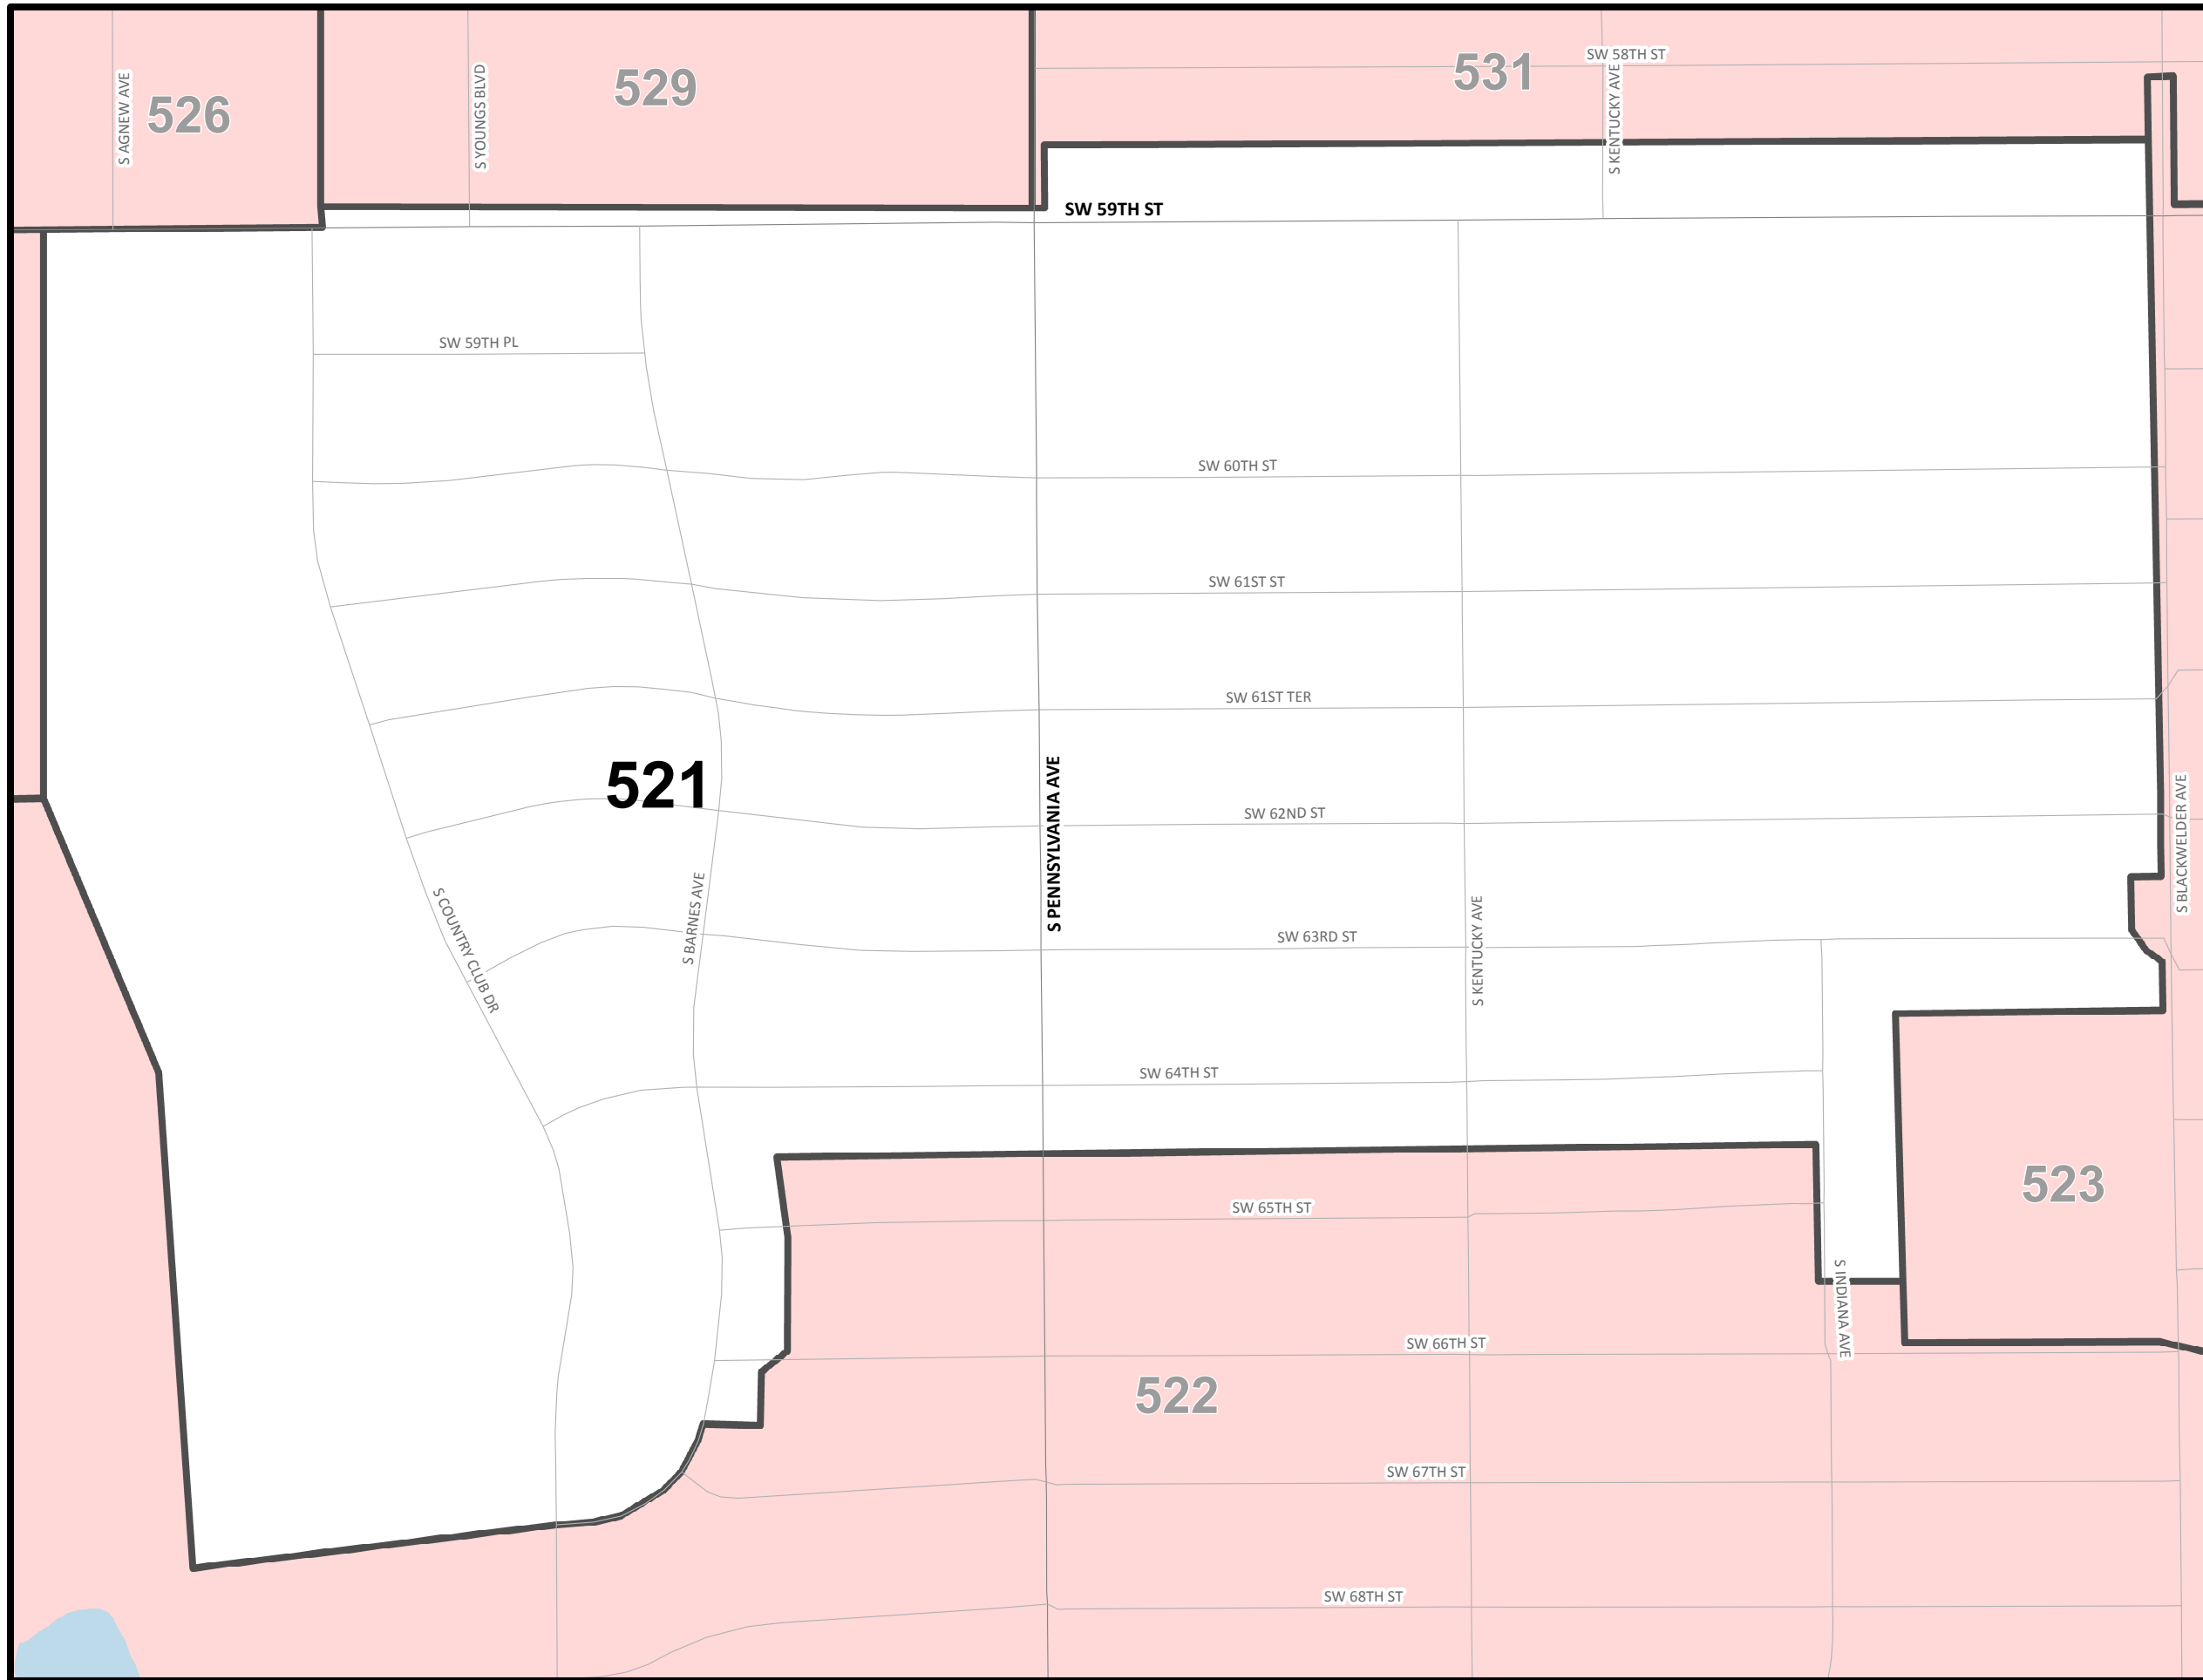 SW 58TH ST
531
529
526
S AGNEW AVE
S YOUNGS BLVD
S KENTUCKY AVE
SW 59TH ST
SW 59TH PL
SW 60TH ST
SW 61ST ST
SW 61ST TER
521
SW 62ND ST
S PENNSYLVANIA AVE
S BLACKWELDER AVE
S BARNES AVE
S COUNTRY CLUB DR
SW 63RD ST
S KENTUCKY AVE
SW 64TH ST
523
SW 65TH ST
S INDIANA AVE
SW 66TH ST
522
SW 67TH ST
SW 68TH ST